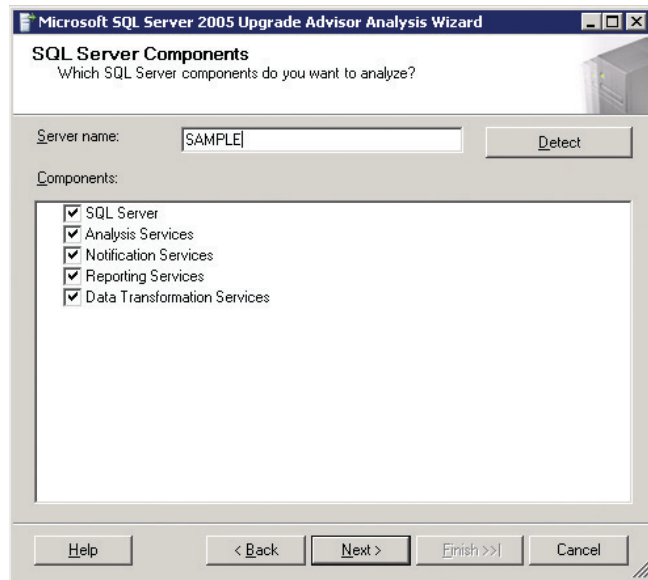 Microsoft SQL Server 2005 Upgrade Advisor Analysis Wizard
SQL Server Components
Which SQL Server components do you want to analyze?
Server name:
SAMPLE
Detect
Components:
SQL Server
Analysis Services
Notification Services
Reporting Services
Data Transformation Services
Help
< Back
Next >
Finish >>|
Cancel